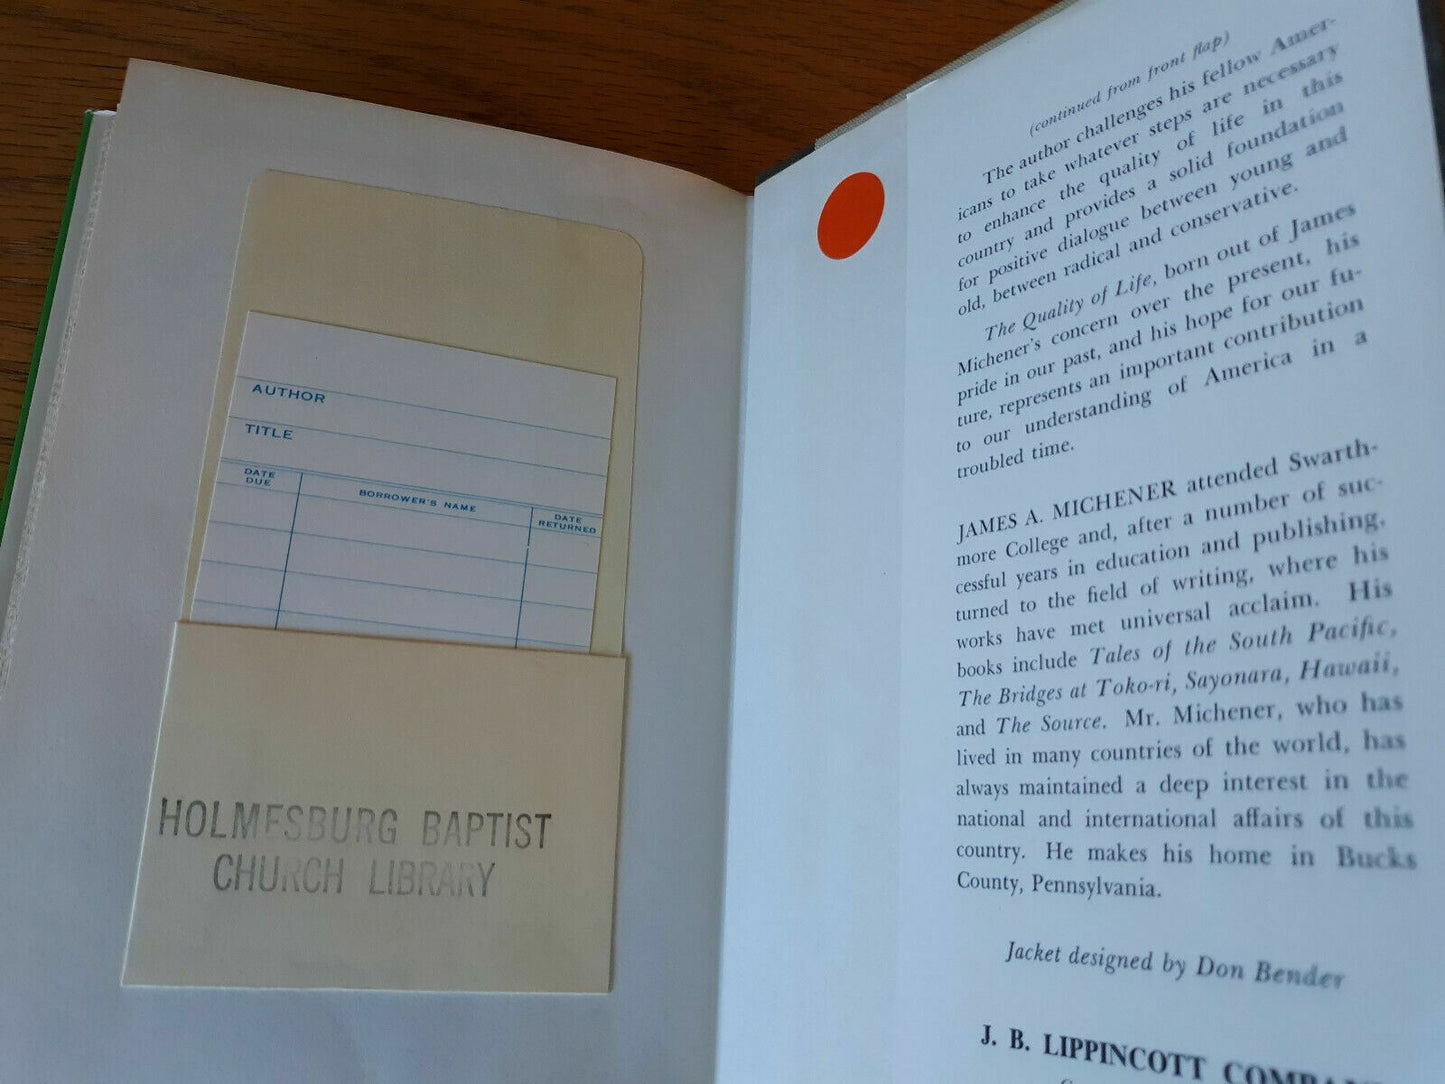 AUTHOR
TITLE
DATE DUE
BORROWER'S NAME
DATE RETURNED
HOLMESBURG BAPTIST
CHURCH LIBRARY
(continued from front flap)
The author challenges his fellow Amer-
icans to take whatever steps are necessary
to enhance the quality of life in this
country and provides a solid foundation
for positive dialogue between young and
old, between radical and conservative.
The Quality of Life, born out of James
Michener's concern over the present, his
pride in our past, and his hope for our fu-
ture, represents an important contribution
to our understanding of America in a
troubled time.
JAMES A. MICHENER attended Swarth-
more College and, after a number of suc-
cessful years in education and publishing,
turned to the field of writing, where his
works have met universal acclaim. His
books include Tales of the South Pacific,
The Bridges at Toko-ri, Sayonara, Hawaii,
and The Source. Mr. Michener, who has
lived in many countries of the world, has
always maintained a deep interest in the
national and international affairs of this
country. He makes his home in Bucks
County, Pennsylvania.
Jacket designed by Don Bender
J. B. LIPPINCOTT